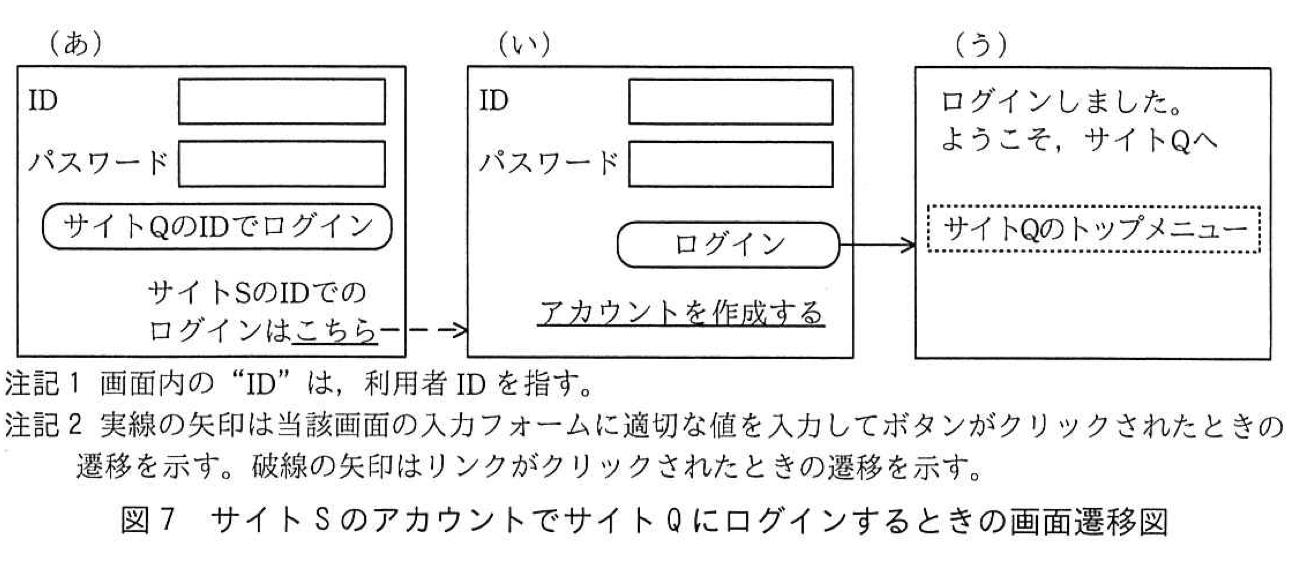 (あ)
ID
パスワード
サイトQのIDでログイン
サイトSのIDでの
ログインはこちら
(い)
ID
パスワード
ログイン
アカウントを作成する
(う)
ログインしました。
ようこそ，サイトQへ
サイトQのトップメニュー
注記1 画面内の“ID”は，利用者IDを指す。
注記2 実線の矢印は当該画面の入力フォームに適切な値を入力してボタンがクリックされたときの
遷移を示す。破線の矢印はリンクがクリックされたときの遷移を示す。
図7 サイトSのアカウントでサイトQにログインするときの画面遷移図